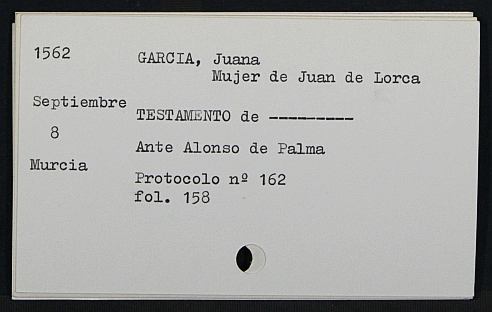 1562
GARCIA, Juana
Mujer de Juan de Lorca
Septiembre
8
Murcia
TESTAMENTO de ---------
Ante Alonso de Palma
Protocolo nº 162
fol. 158